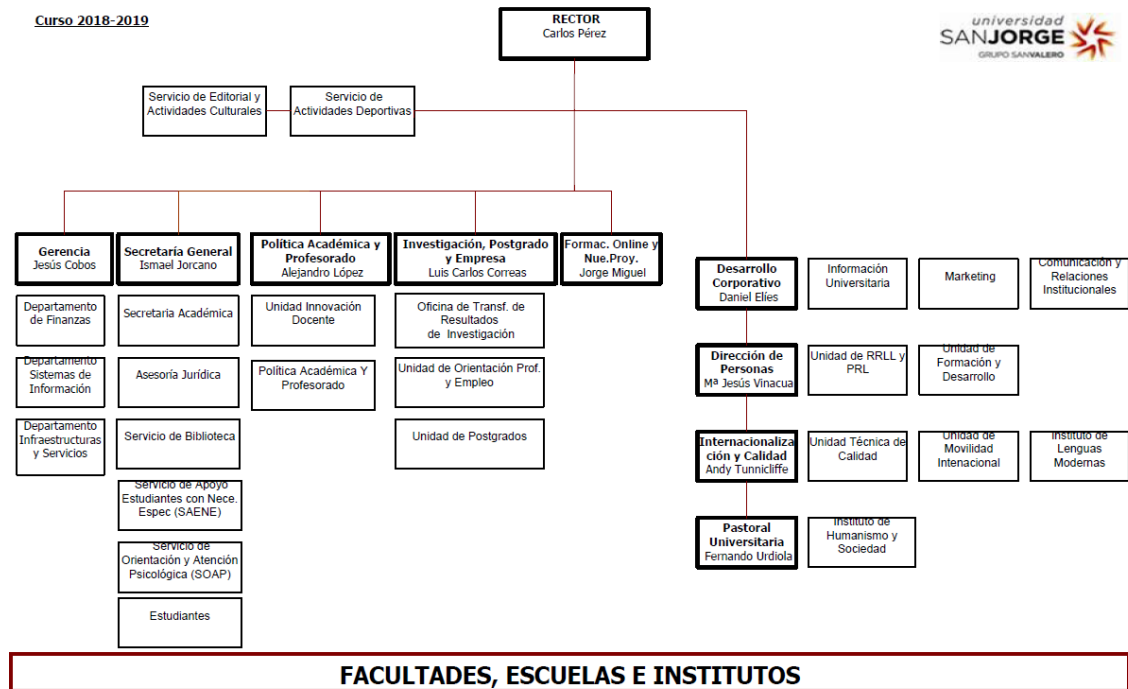 Curso 2018-2019
RECTOR
Carlos Pérez
universidad
SANJORGE
GRUPO SANVALERO
Servicio de Editorial y
Actividades Culturales
Servicio de
Actividades Deportivas
Gerencia
Jesús Cobos
Secretaría General
Ismael Jorcano
Política Académica y
Profesorado
Alejandro López
Investigación, Postgrado
y Empresa
Luis Carlos Correas
Formac. Online y
Nue.Proy.
Jorge Miguel
Departamento
de Finanzas
Secretaria Académica
Unidad Innovación
Docente
Oficina de Transf. de
Resultados
de Investigación
Departamento
Sistemas de
Información
Asesoría Jurídica
Política Académica Y
Profesorado
Unidad de Orientación Prof.
y Empleo
Departamento
Infraestructuras
y Servicios
Servicio de Biblioteca
Unidad de Postgrados
Servicio de Apoyo
Estudiantes con Nece.
Espec (SAENE)
Servicio de
Orientación y Atención
Psicológica (SOAP)
Estudiantes
Desarrollo
Corporativo
Daniel Elíes
Información
Universitaria
Marketing
Comunicación y
Relaciones
Institucionales
Dirección de
Personas
Mª Jesús Vinacua
Unidad de RRLL y
PRL
Unidad de
Formación y
Desarrollo
Internacionaliza
ción y Calidad
Andy Tunnicliffe
Unidad Técnica de
Calidad
Unidad de
Movilidad
Intenacional
Instituto de
Lenguas
Modernas
Pastoral
Universitaria
Fernando Urdiola
Instituto de
Humanismo y
Sociedad
FACULTADES, ESCUELAS E INSTITUTOS